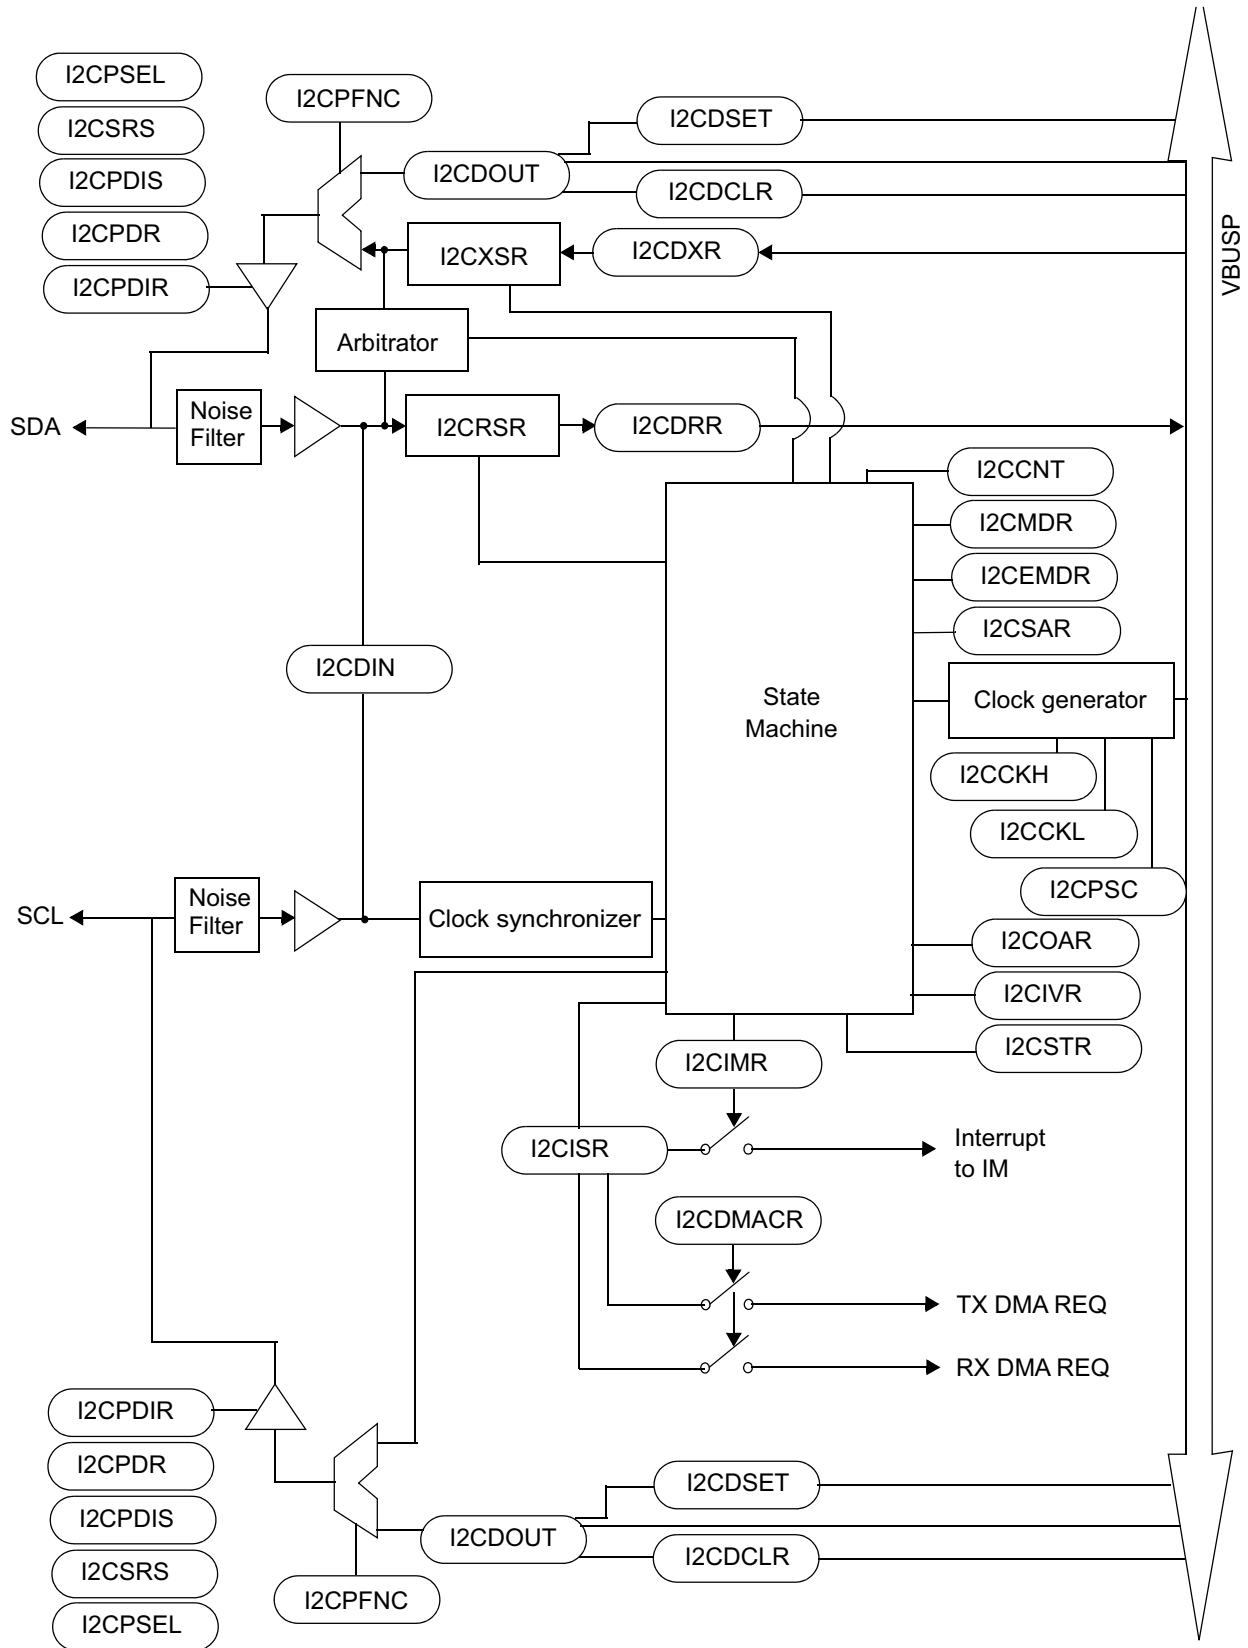 I2CPSEL
I2CPFNC
I2CDSET
I2CSRS
I2CDOUT
I2CPDIS
I2CDCLR
I2CPDR
I2CXSR
I2CDXR
VBUSP
I2CPDIR
Arbitrator
SDA
Noise
Filter
I2CRSR
I2CDRR
I2CCNT
I2CMDR
I2CEMDR
I2CSAR
I2CDIN
State
Machine
Clock generator
I2CCKH
I2CCKL
I2CPSC
SCL
Noise
Filter
Clock synchronizer
I2COAR
I2CIVR
I2CSTR
I2CIMR
I2CISR
Interrupt
to IM
I2CDMACR
TX DMA REQ
RX DMA REQ
I2CPDIR
I2CPDR
I2CDSET
I2CPDIS
I2CDOUT
I2CDCLR
I2CSRS
I2CPFNC
I2CPSEL